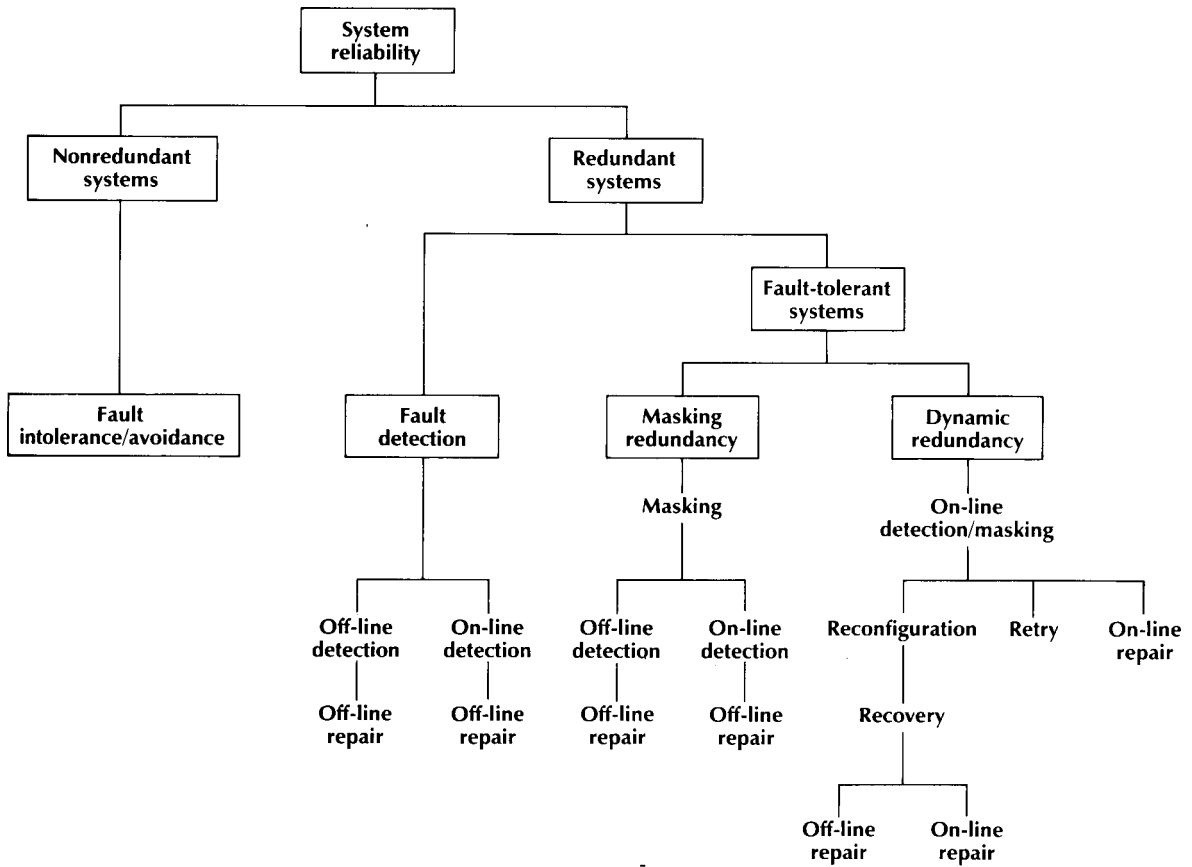 System
reliability
Nonredundant
systems
Redundant
systems
Fault-tolerant
systems
Fault
intolerance/avoidance
Fault
detection
Masking
redundancy
Dynamic
redundancy
Masking
On-line
detection/masking
Off-line
detection
On-line
detection
Off-line
detection
On-line
detection
Reconfiguration
Retry
On-line
repair
Off-line
repair
Off-line
repair
Off-line
repair
Off-line
repair
Recovery
Off-line
repair
On-line
repair